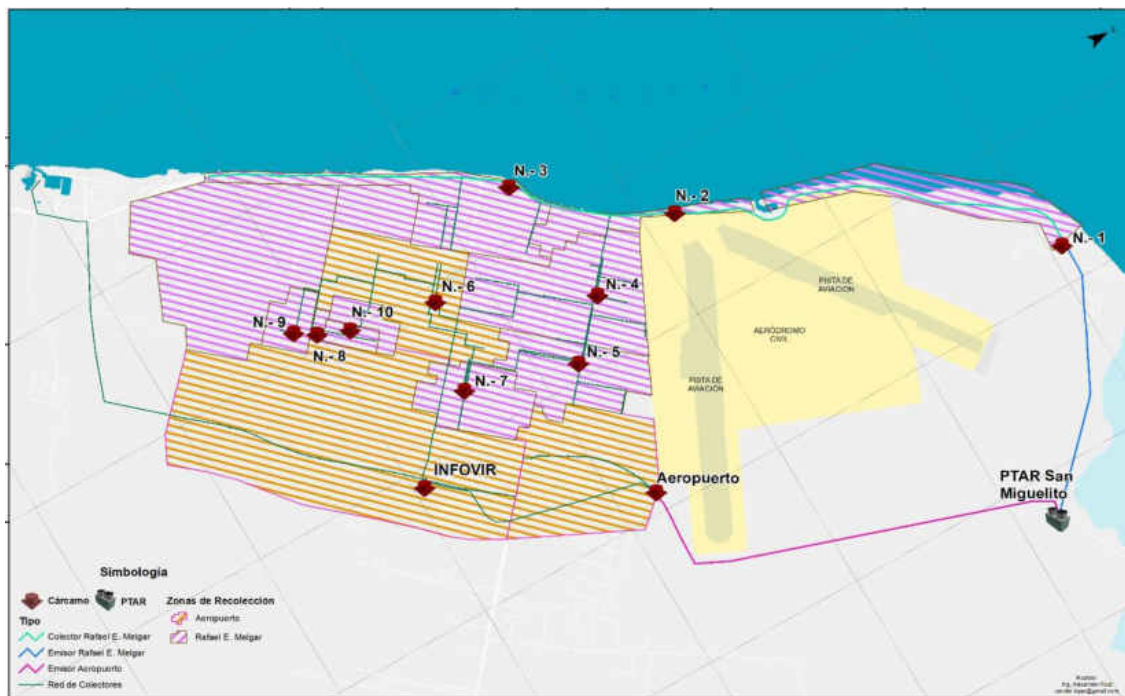 N.- 3
N.- 2
N.- 1
N.- 4
N.- 6
N.- 10
N.- 9
N.- 8
N.- 5
N.- 7
PISTA DE
AVIACIÓN
AERÓDROMO
CIVIL
PISTA DE
AVIACIÓN
INFOVIR
Aeropuerto
PTAR San
Miguelito
Simbología
Cárcamo
PTAR
Zonas de Recolección
Aeropuerto
Rafael E. Melgar
Tipo
Colector Rafael E. Melgar
Emisor Rafael E. Melgar
Emisor Aeropuerto
Red de Colectores